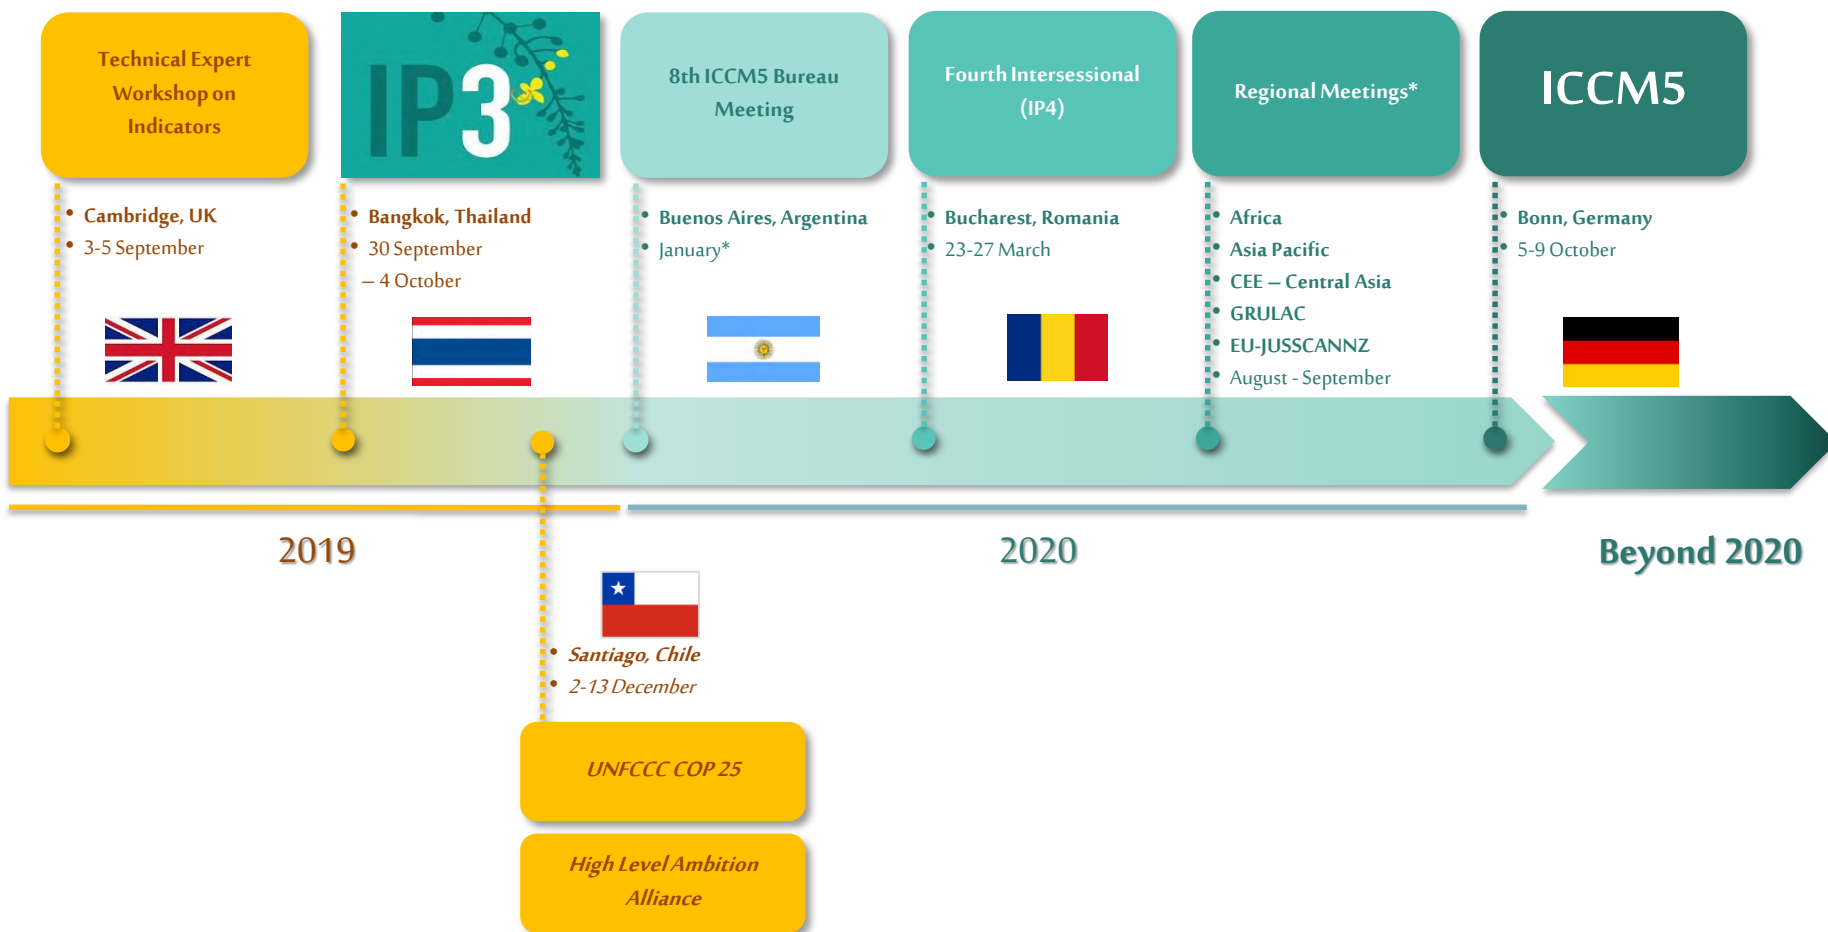 Technical Expert
Workshop on
Indicators
IP3
8th ICCM5 Bureau
Meeting
Fourth Intersessional
(IP4)
Regional Meetings*
ICCM5
• Cambridge, UK
• 3-5 September
• Bangkok, Thailand
• 30 September
– 4 October
• Buenos Aires, Argentina
• January*
• Bucharest, Romania
• 23-27 March
• Africa
• Asia Pacific
• CEE – Central Asia
• GRULAC
• EU-JUSSCANNZ
• August - September
• Bonn, Germany
• 5-9 October
2019
2020
Beyond 2020
• Santiago, Chile
• 2-13 December
UNFCCC COP 25
High Level Ambition
Alliance